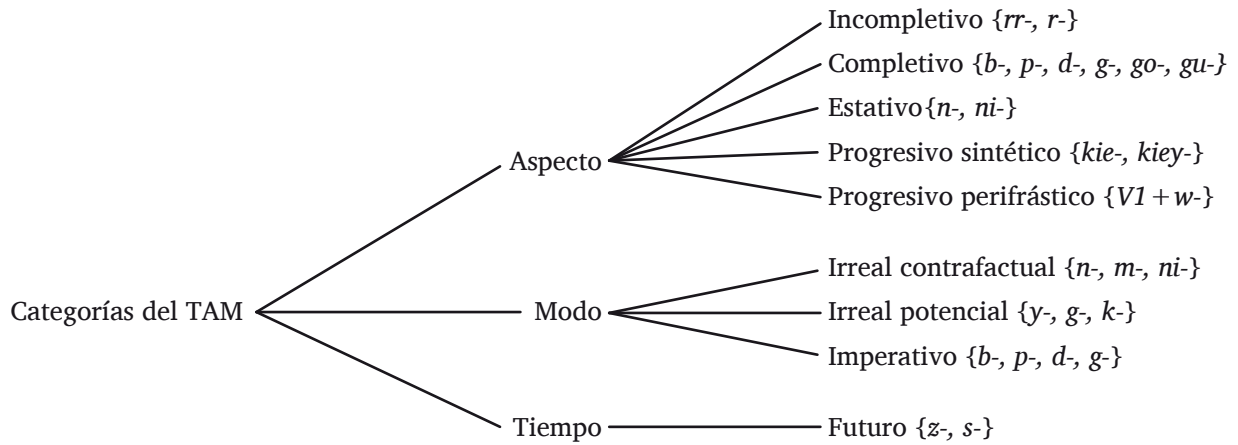 Incompletivo {rr-, r-}
Completivo {b-, p-, d-, g-, go-, gu-}
Estativo{n-, ni-}
Aspecto
Progresivo sintético {kie-, kiey-}
Progresivo perifrástico {V1+w-}
Irreal contrafactual {n-, m-, ni-}
Categorías del TAM
Modo
Irreal potencial {y-, g-, k-}
Imperativo {b-, p-, d-, g-}
Tiempo
Futuro {z-, s-}